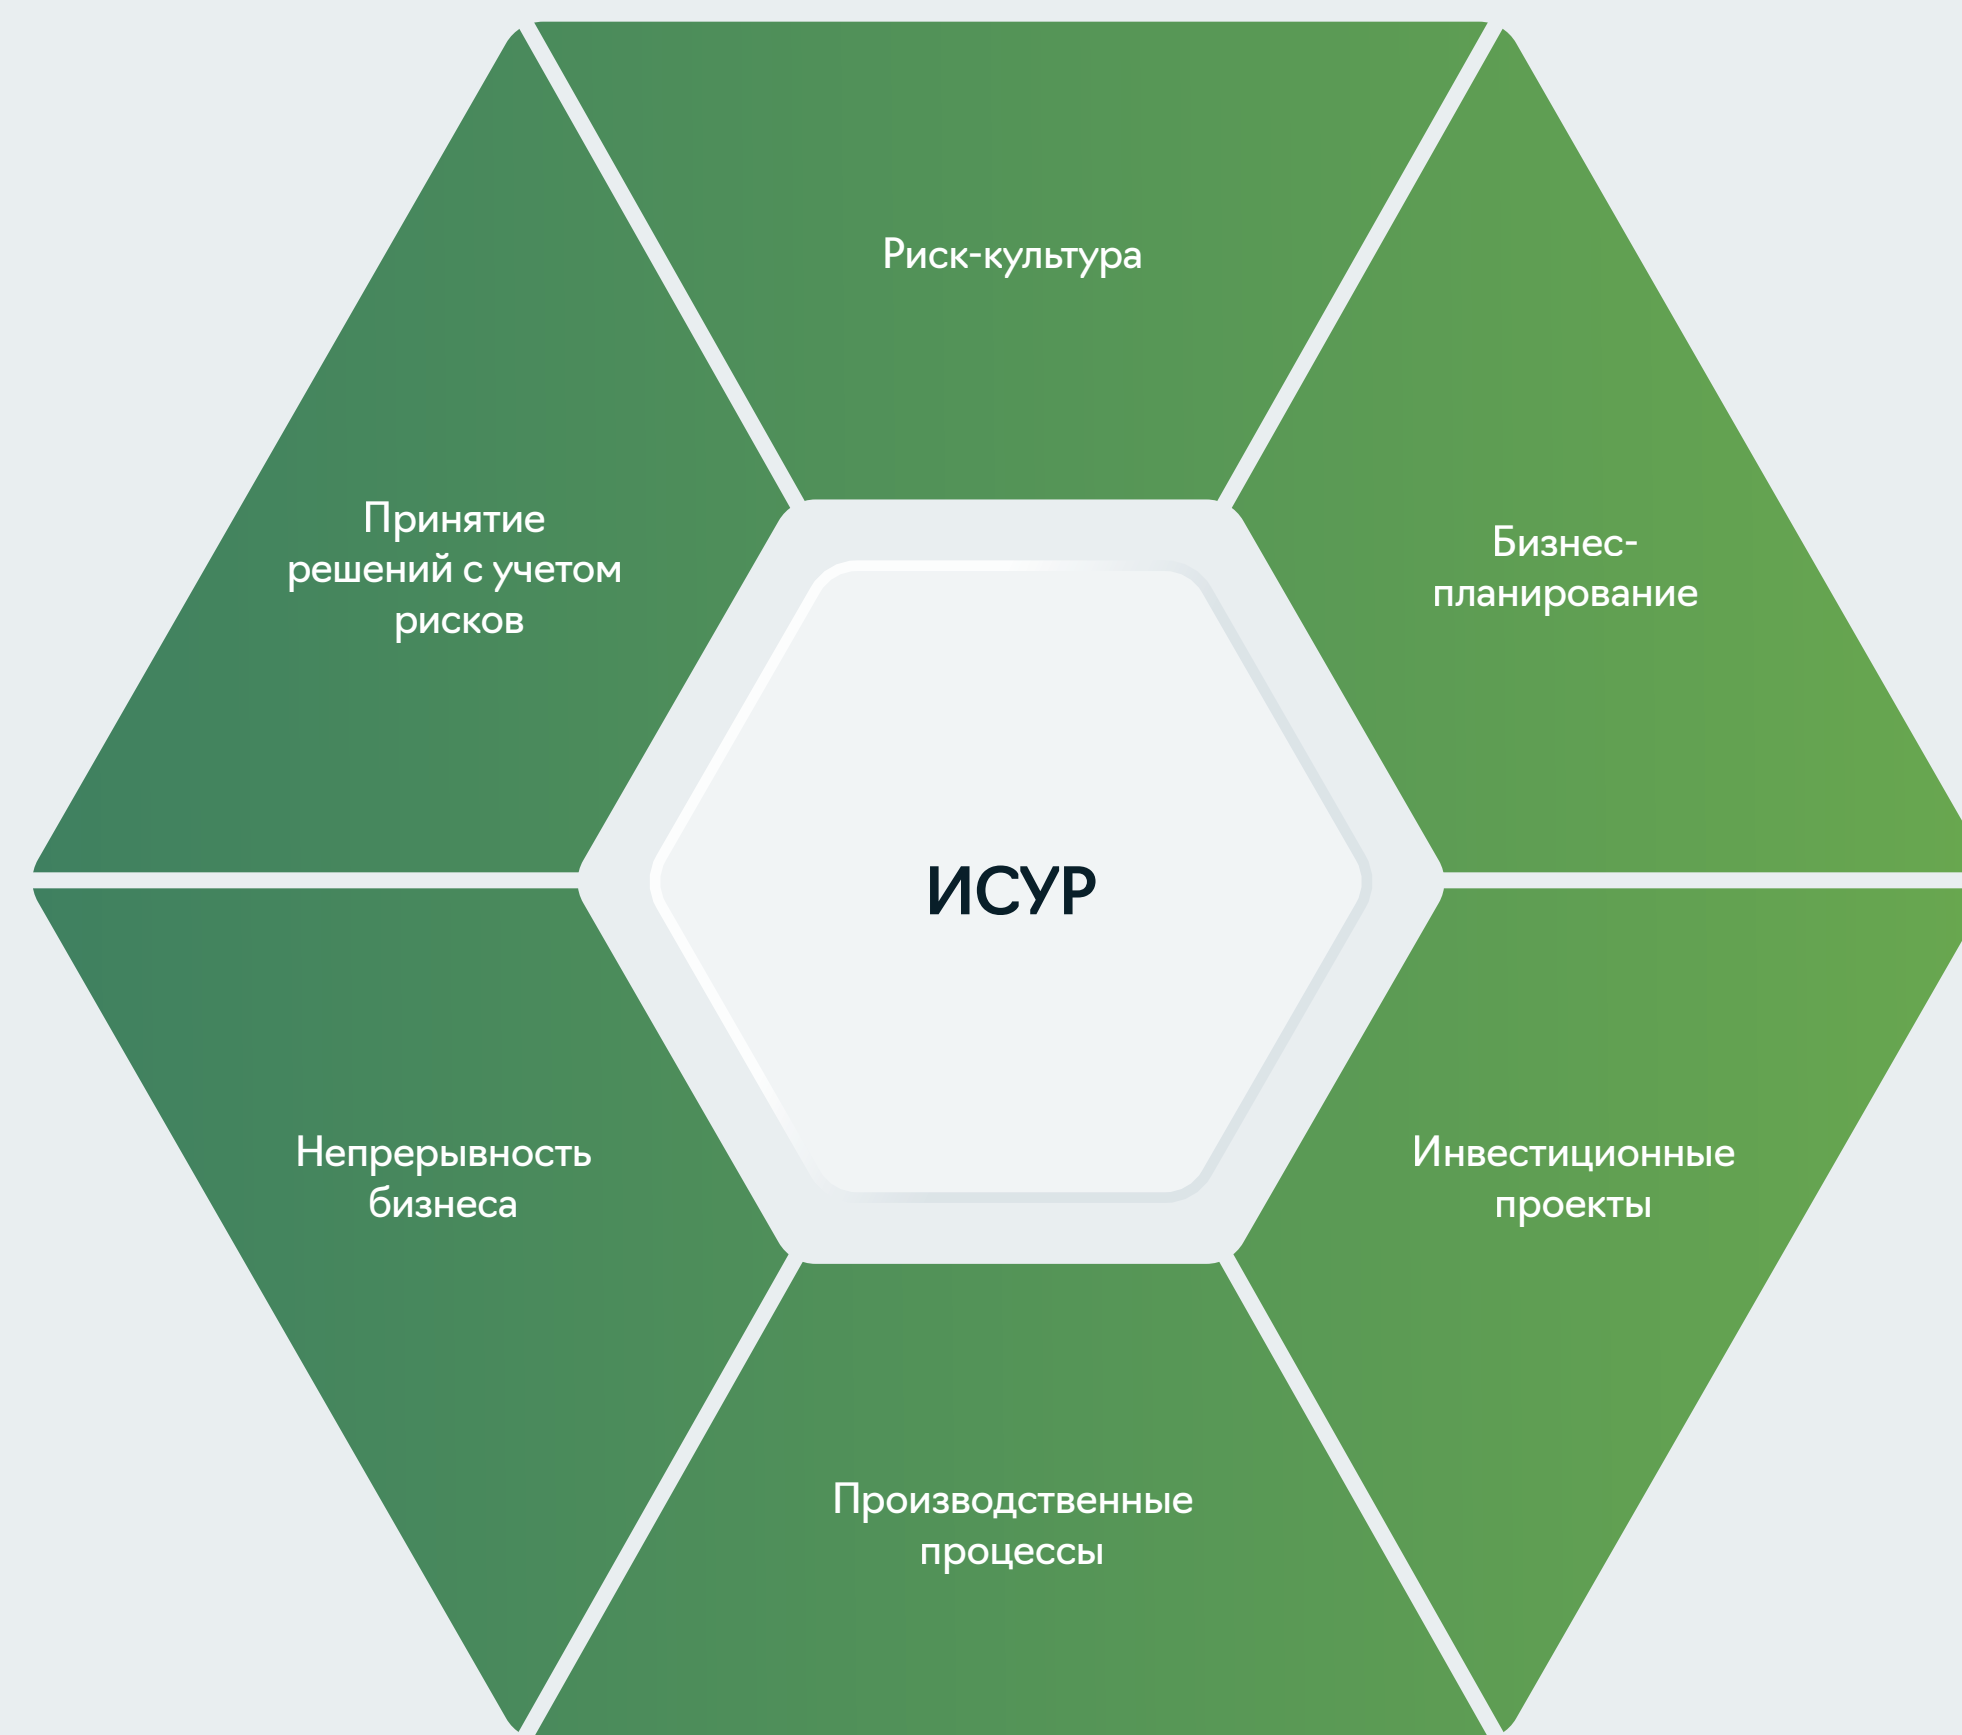 Риск-культура
Принятие
решений с учетом
рисков
Бизнес-
планирование
ИСУР
Непрерывность
бизнеса
Инвестиционные
проекты
Производственные
процессы